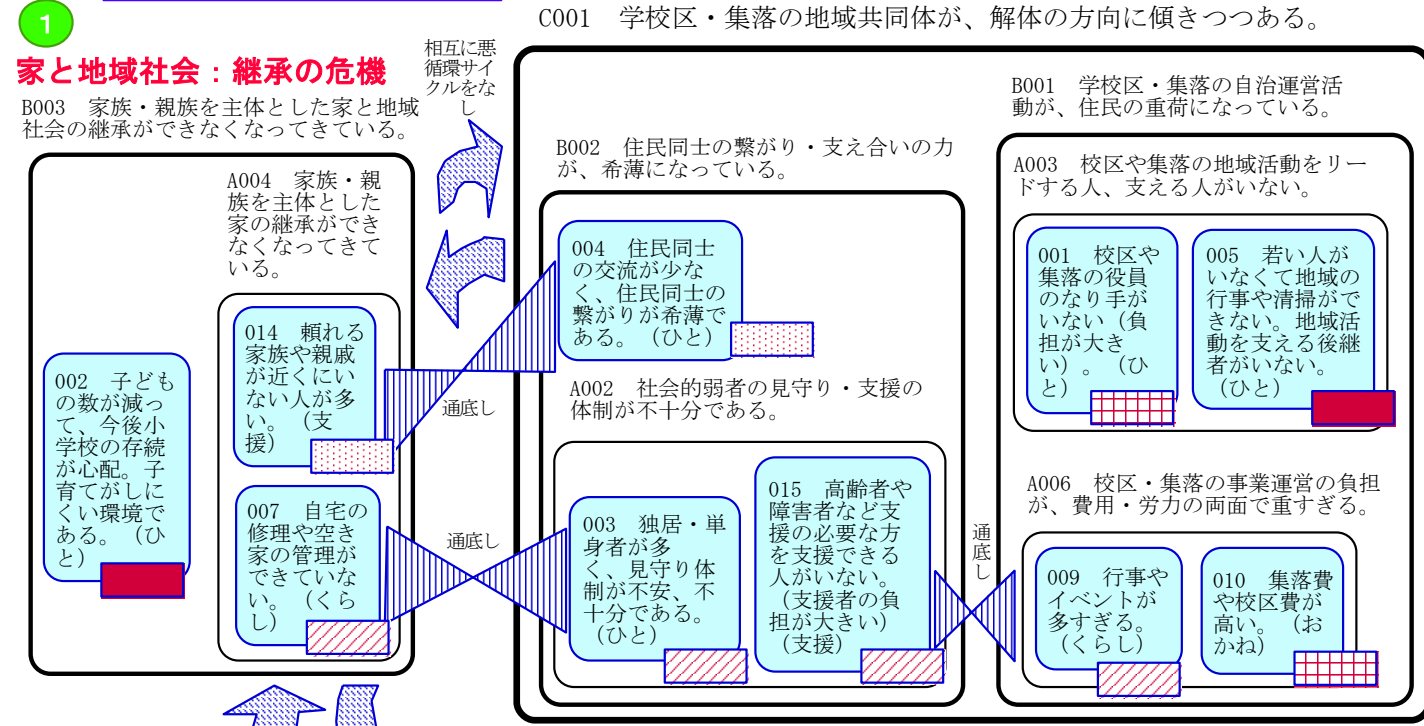 1
家と地域社会：継承の危機
B003　家族・親族を主体とした家と地域
社会の継承ができなくなってきている。
A004　家族・親
族を主体とした
家の継承ができ
なくなってきて
いる。
002　子ども
の数が減っ
て、今後小
学校の存続
が心配。子
育てがしに
くい環境で
ある。（ひ
と）
014　頼れる
家族や親戚
が近くにい
ない人が多
い。（支
援）
007　自宅の
修理や空き
家の管理が
できていな
い。（くら
し）
相互に悪
循環サイ
クルをな
し
通底し
通底し
C001　学校区・集落の地域共同体が、解体の方向に傾きつつある。
B002　住民同士の繋がり・支え合いの力
が、希薄になっている。
004　住民同士
の交流が少な
く、住民同士の
繋がりが希薄で
ある。（ひと）
A002　社会的弱者の見守り・支援の
体制が不十分である。
003　独居・単
身者が多
く、見守り体
制が不安、不
十分である。
（ひと）
015　高齢者や
障害者など支
援の必要な方
を支援できる
人がいない。
（支援者の負
担が大きい）
（支援）
通底し
B001　学校区・集落の自治運営活
動が、住民の重荷になっている。
A003　校区や集落の地域活動をリー
ドする人、支える人がいない。
001　校区や
集落の役員
のなり手が
いない（負
担が大き
い）。（ひ
と）
005　若い人が
いなくて地域の
行事や清掃がで
きない。地域活
動を支える後継
者がいない。
（ひと）
A006　校区・集落の事業運営の負担
が、費用・労力の両面で重すぎる。
009　行事や
イベントが
多すぎる。
（くらし）
010　集落費
や校区費が
高い。（お
かね）